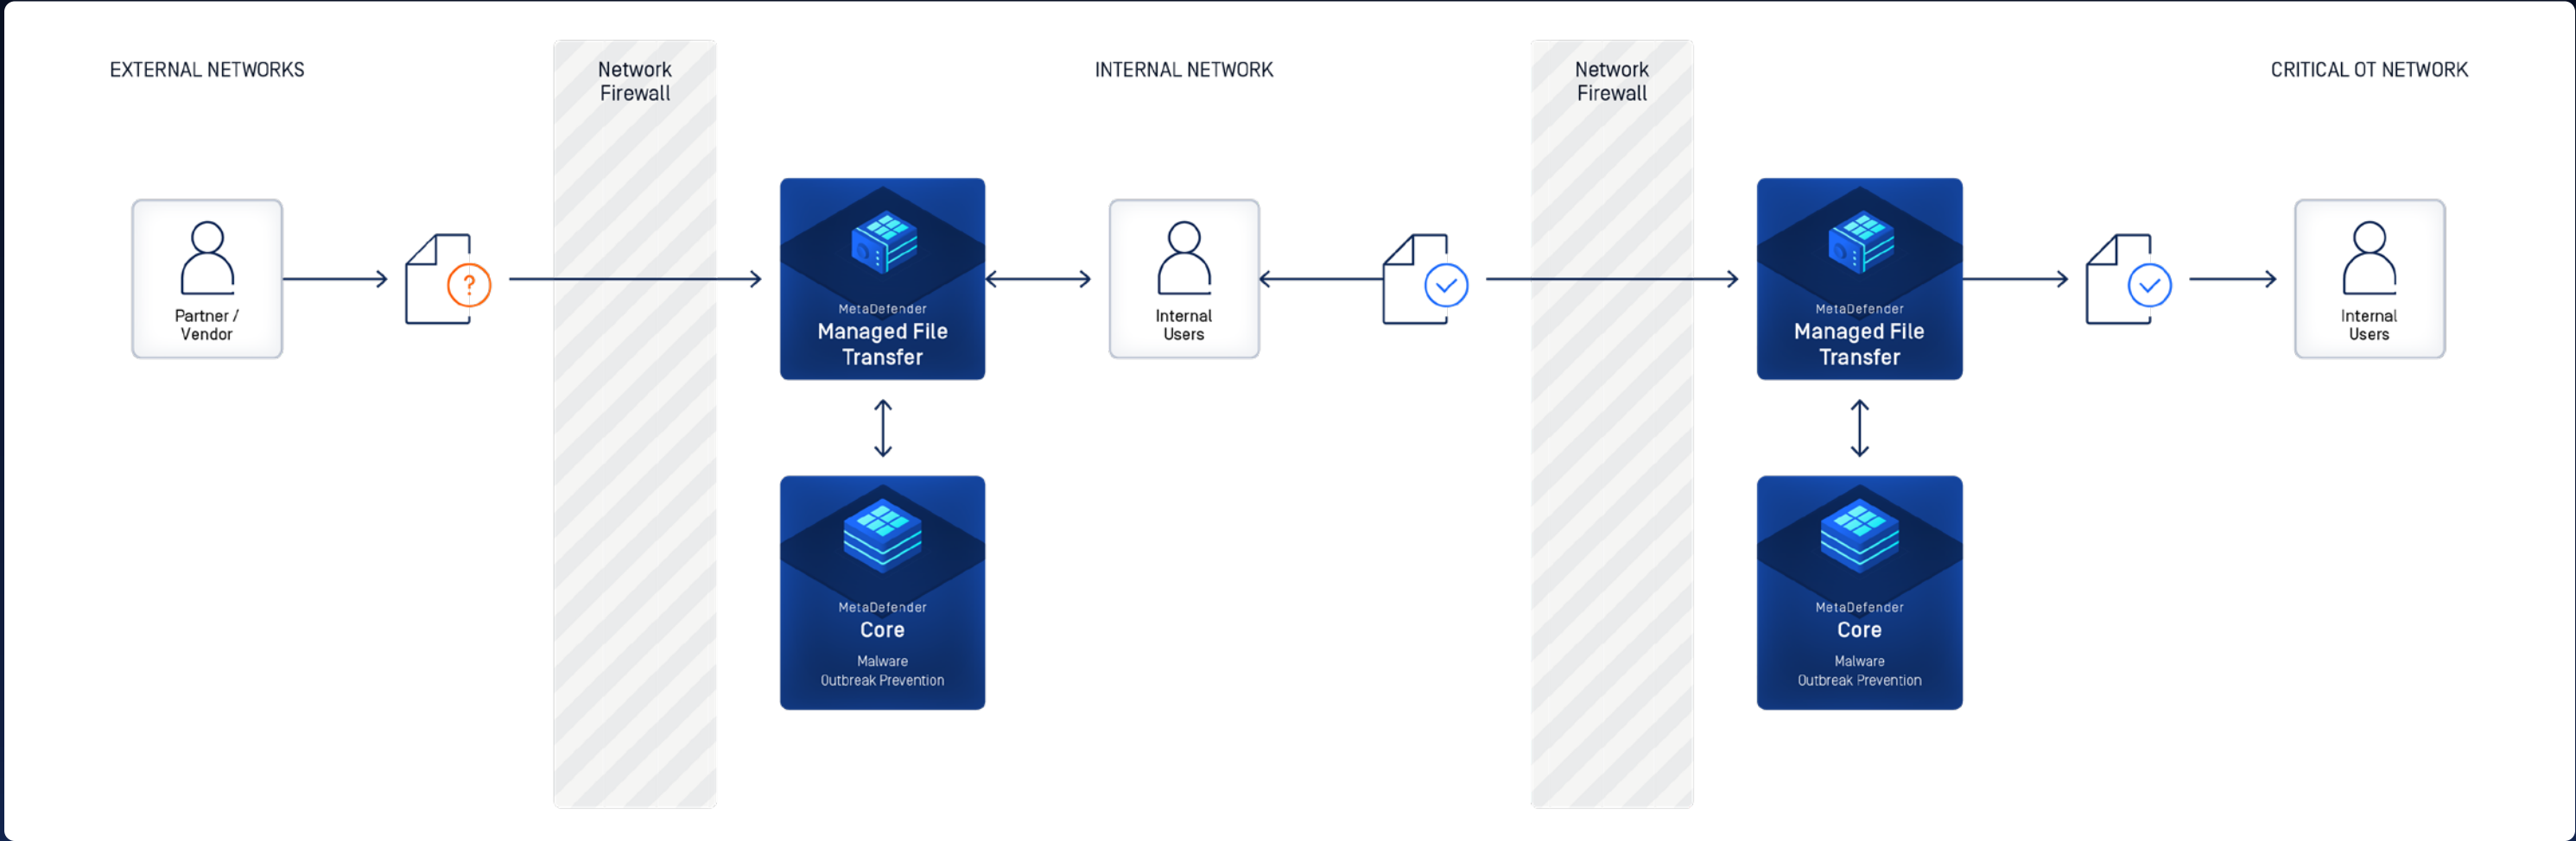 EXTERNAL NETWORKS
Network
Firewall
INTERNAL NETWORK
Network
Firewall
CRITICAL OT NETWORK
Partner /
Vendor
?
MetaDefender
Managed File
Transfer
Internal
Users
MetaDefender
Managed File
Transfer
Internal
Users
MetaDefender
Core
Malware
Outbreak Prevention
MetaDefender
Core
Malware
Outbreak Prevention